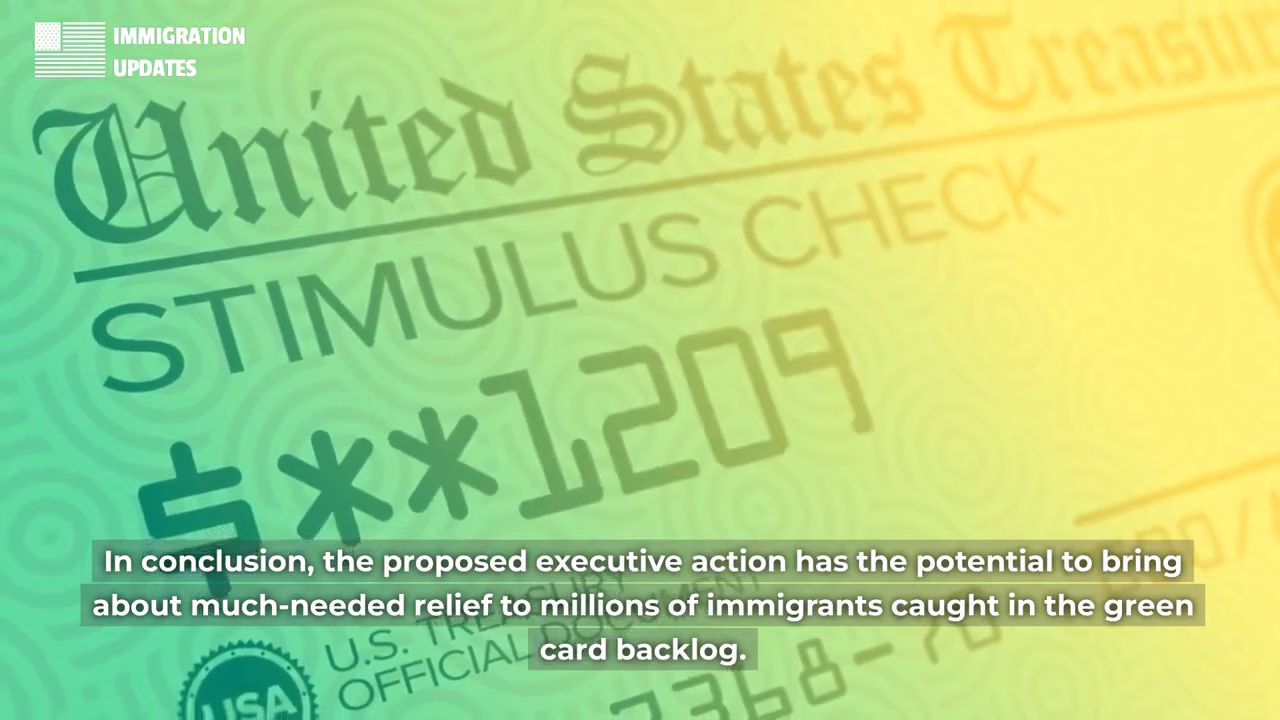 IMMIGRATION
UPDATES
United States Treasur
STIMULUS CHECK
$**1209
In conclusion, the proposed executive action has the potential to bring
about much-needed relief to millions of immigrants caught in the green
card backlog.
U.S. TREASURY
OFFICIAL DOCUMENT
USA